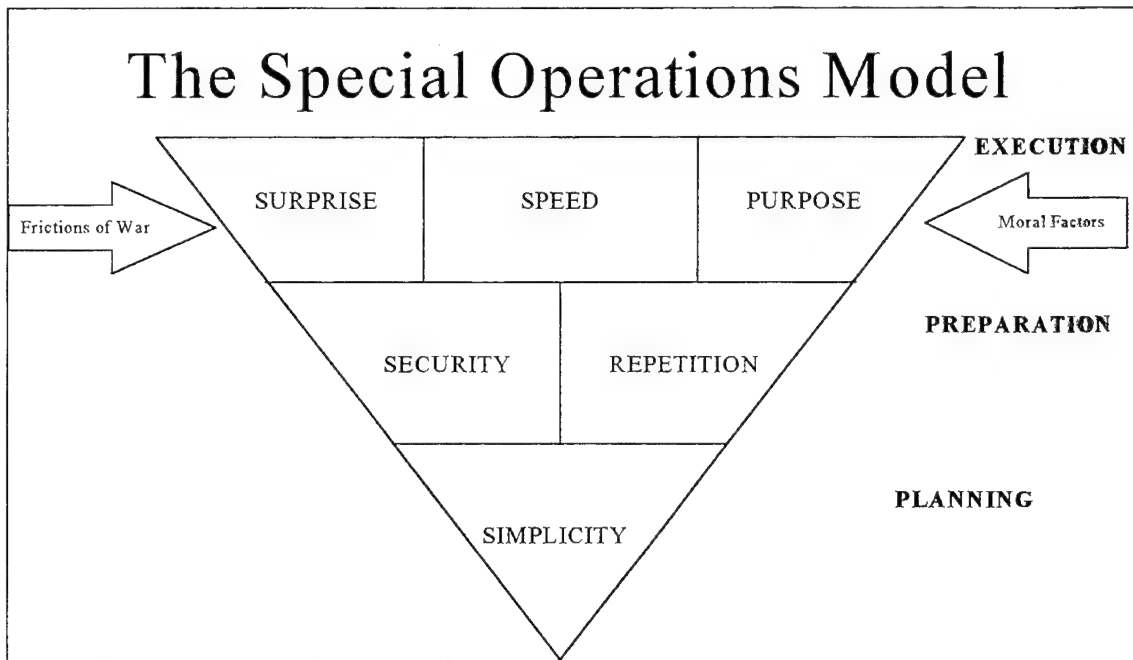 The Special Operations Model
EXECUTION
SURPRISE
SPEED
PURPOSE
Frictions of War
Moral Factors
PREPARATION
SECURITY
REPETITION
PLANNING
SIMPLICITY